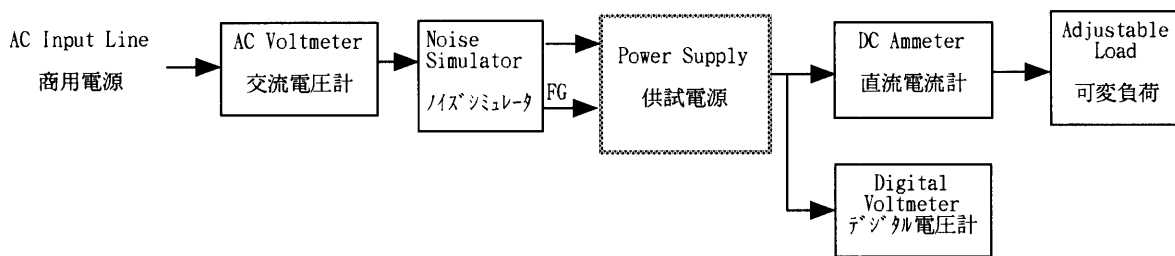 AC Input Line
商用電源
AC Voltmeter
交流電圧計
Noise
Simulator
ﾉｲｽﾞｼﾐｭﾚｰﾀ
FG
Power Supply
供試電源
DC Ammeter
直流電流計
Adjustable
Load
可変負荷
Digital
Voltmeter
ﾃﾞｼﾞﾀﾙ電圧計